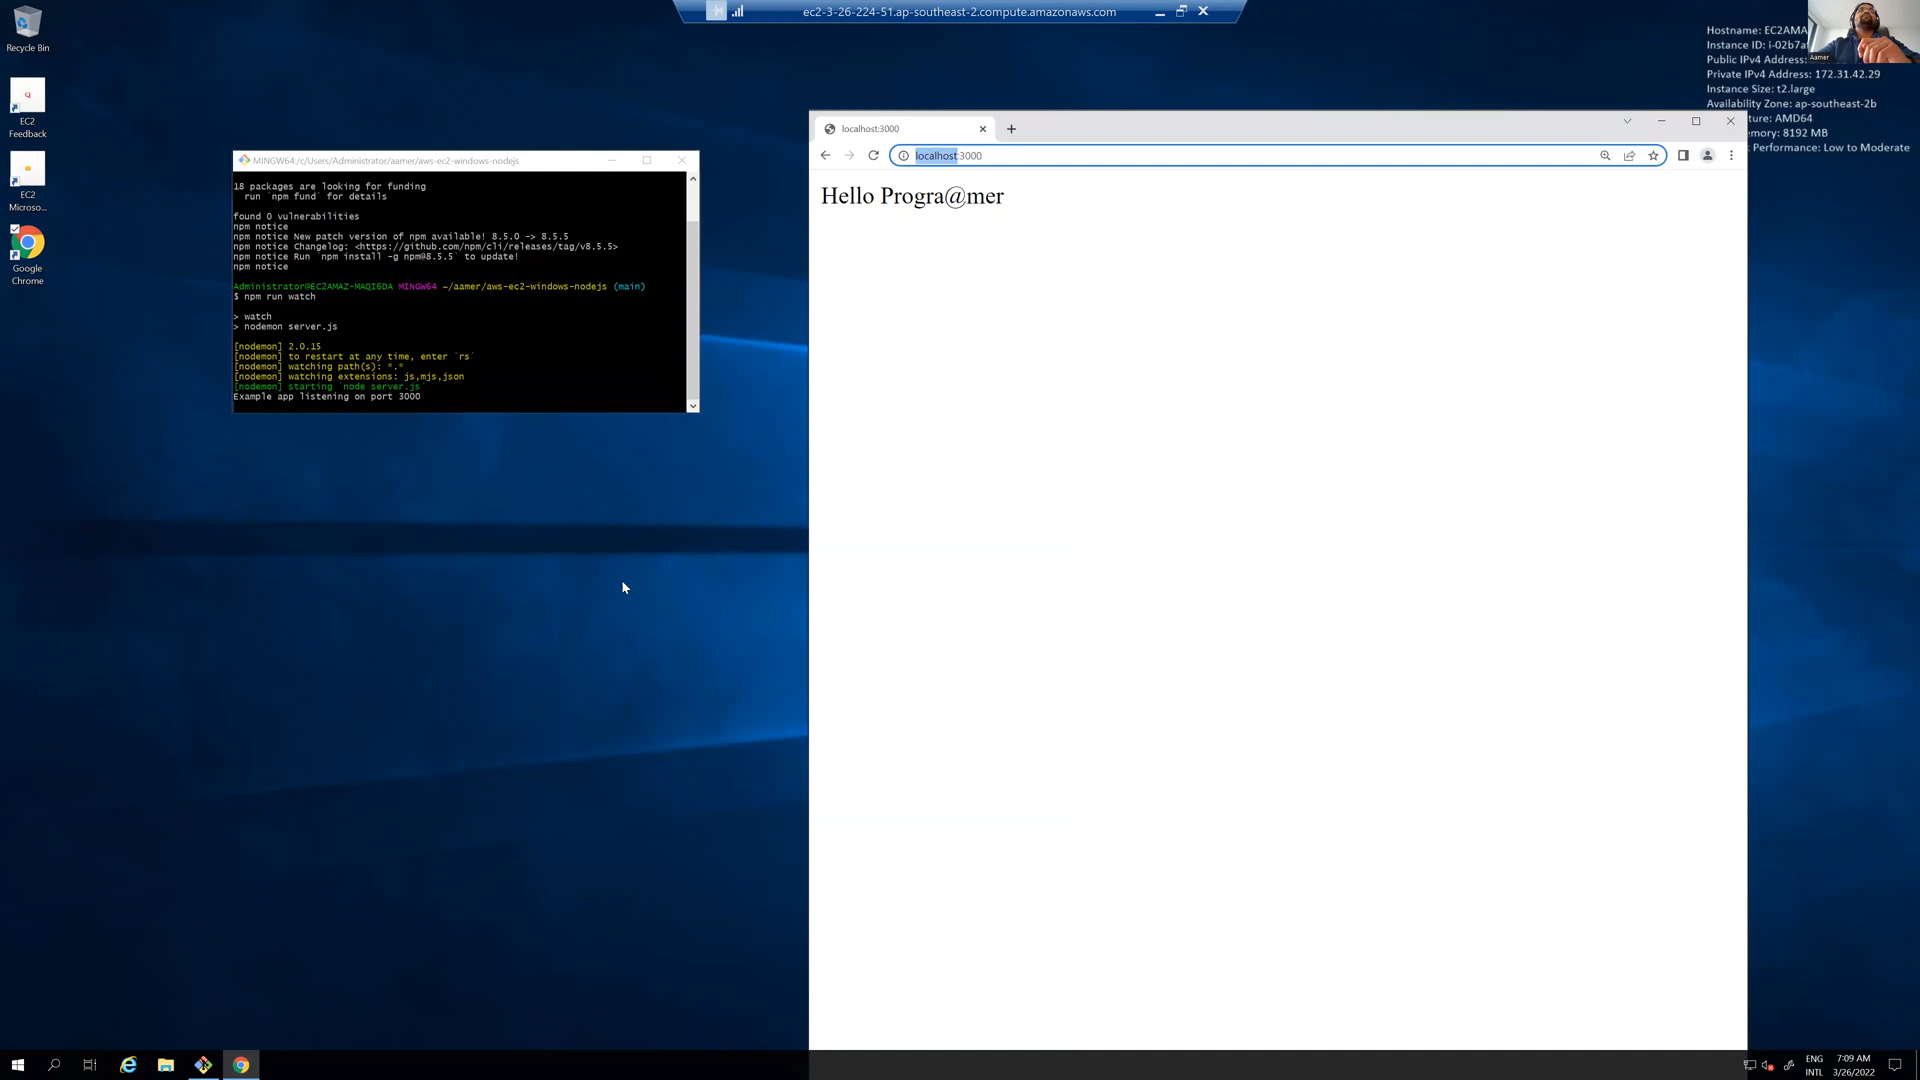 ec2-3-26-224-51.ap-southeast-2.compute.amazonaws.com
Recycle Bin
EC2
Feedback
EC2
Microso...
Google
Chrome
Hostname: EC2AMA
Instance ID:
Public IPv4 Address:
Private IPv4 Address: 172.31.42.29
Instance Size: t2.large
Availability Zone: ap-southeast-2b
ture: AMD64
emory: 8192 MB
Performance: Low to Moderate
Aamer
MINGW64:/c/Users/Administrator/aamer/aws-ec2-windows-nodejs
18 packages are looking for funding
run `npm fund` for details
found 0 vulnerabilities
npm notice
npm notice New patch version of npm available! 8.5.0 -> 8.5.5
npm notice Changelog: <https://github.com/npm/cli/releases/tag/v8.5.5>
npm notice Run `npm install -g npm@8.5.5` to update!
npm notice
Administrator@EC2AMAZ-MAQI6DA MINGW64 ~/aamer/aws-ec2-windows-nodejs (main)
$ npm run watch
> watch
> nodemon server.js
[nodemon] 2.0.15
[nodemon] to restart at any time, enter `rs`
[nodemon] watching path(s): *.*
[nodemon] watching extensions: js,mjs,json
[nodemon] starting `node server.js`
Example app listening on port 3000
localhost:3000
localhost:3000
Hello Progra@mer
ENG
INTL
7:09 AM
3/26/2022